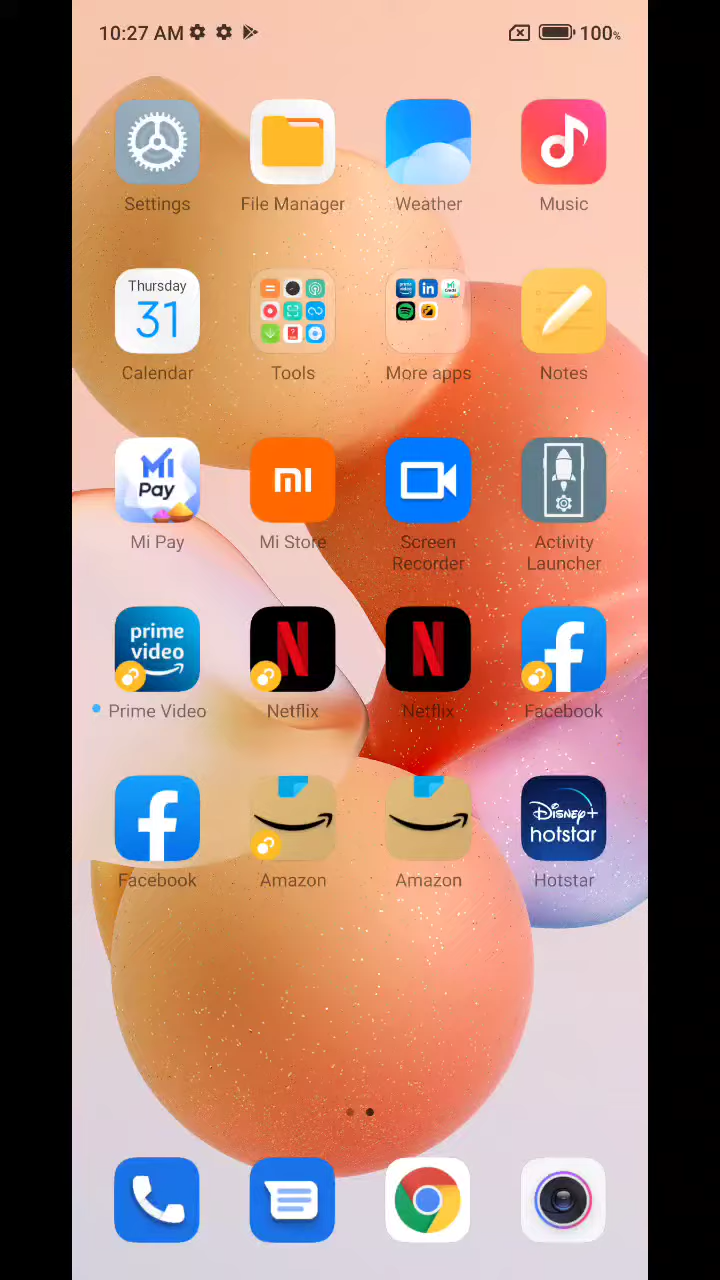 10:27 AM
100%
Settings
File Manager
Weather
Music
Thursday
31
Calendar
Tools
More apps
Notes
Mi
Pay
Mi Pay
mi
Mi Store
Screen
Recorder
Activity
Launcher
prime
video
Prime Video
N
Netflix
N
Netflix
f
Facebook
f
Facebook
Amazon
Amazon
Disney+
hotstar
Hotstar